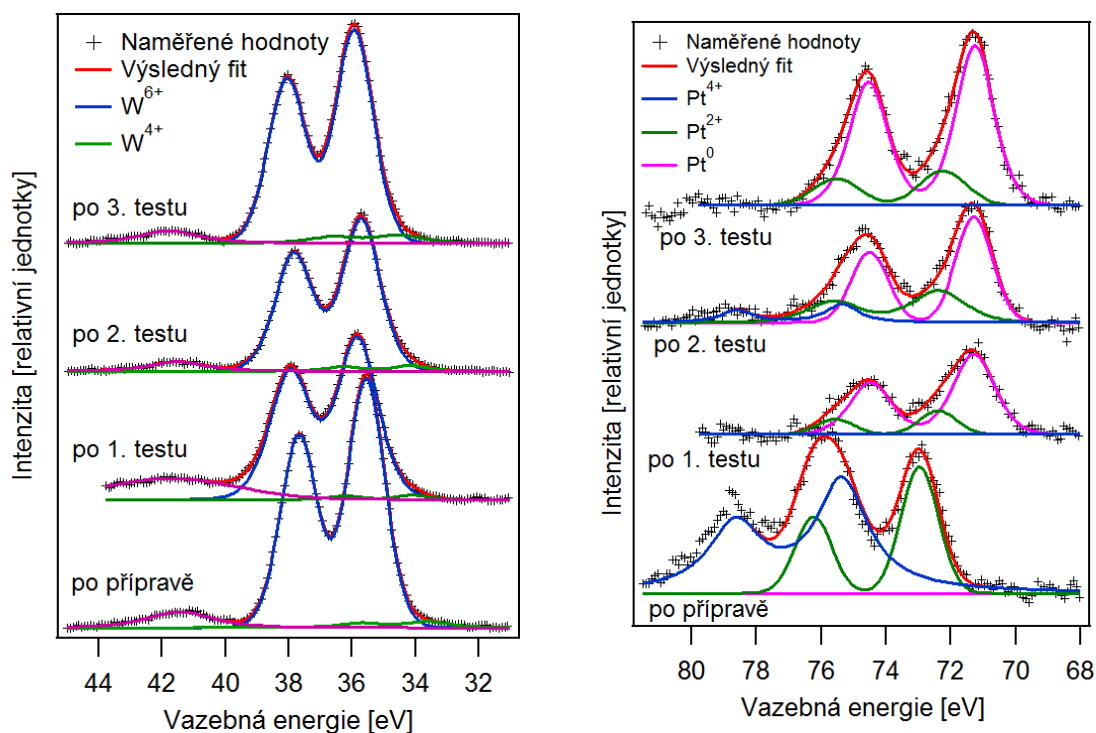 Naměřené hodnoty
Výsledný fit
W⁶⁺
W⁴⁺
po 3. testu
po 2. testu
po 1. testu
po přípravě
Intenzita [relativní jednotky]
44 42 40 38 36 34 32
Vazebná energie [eV]
Naměřené hodnoty
Výsledný fit
Pt⁴⁺
Pt²⁺
Pt⁰
po 3. testu
po 2. testu
po 1. testu
po přípravě
Intenzita [relativní jednotky]
80 78 76 74 72 70 68
Vazebná energie [eV]